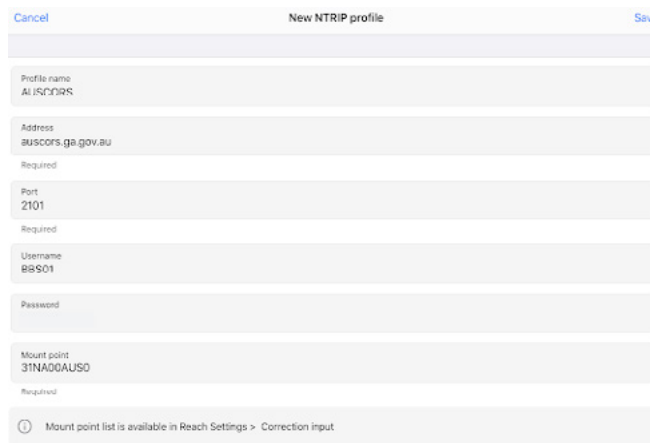 Cancel
New NTRIP profile
Sav
Profile name
AUSCORS
Address
auscors.ga.gov.au
Required
Port
2101
Required
Username
BBS01
Password
Mount point
31NA00AUS0
Required
Mount point list is available in Reach Settings > Correction input